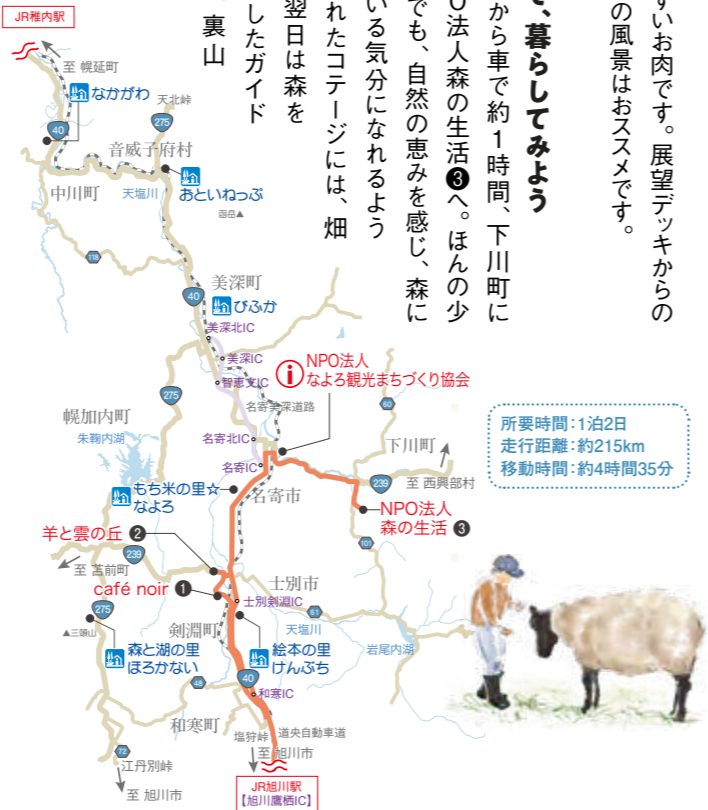 すいお肉です。展望デッキからの
の風景はおススメです。
で、暮らしてみよう
から車で約1時間、下川町に
O法人森の生活❸へ。ほんの少
でも、自然の恵みを感じ、森に
いる気分になれるよう
れたコテージには、畑
翌日は森を
したガイド
裏山
JR稚内駅
至 幌延町
なかがわ
天北峠
40
275
音威子府村
中川町
天塩川
おといねっぷ
函岳▲
118
美深町
40
びふか
美深北IC
美深IC
智恵文IC
NPO法人
なよろ観光まちづくり協会
名寄美深道路
275
幌加内町
朱鞠内湖
名寄北IC
名寄IC
60
下川町
239
至 西興部村
所要時間:1泊2日
走行距離:約215km
移動時間:約4時間35分
もち米の里☆
なよろ
名寄市
NPO法人
森の生活 ❸
羊と雲の丘 ❷
101
239
至 苫前町
café noir ❶
士別市
士別剣淵IC
61
275
▲三頭山
剣淵町
天塩川
岩尾内湖
森と湖の里
ほろかない
絵本の里
けんぶち
48
40
和寒IC
和寒町
塩狩峠
道央自動車道
72
江丹別峠
至 旭川市
至 旭川市
JR旭川駅
【旭川鷹栖IC】